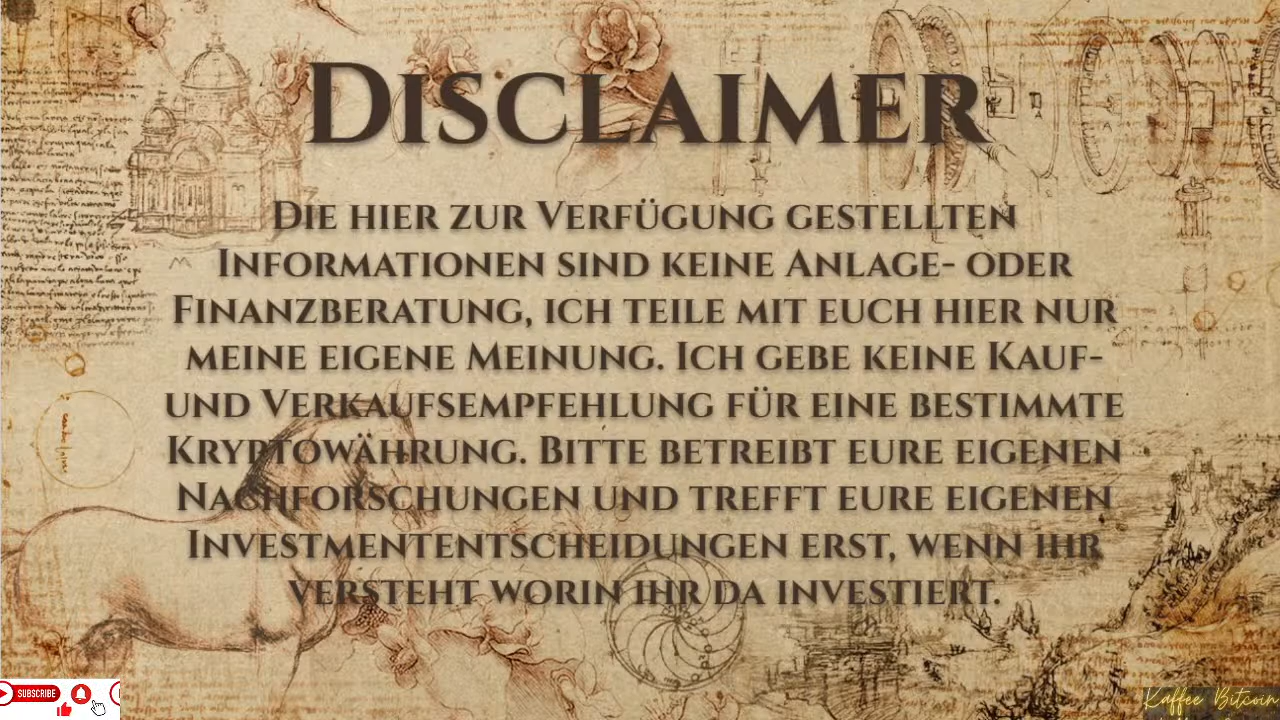 Disclaimer
Die hier zur Verfügung gestellten
Informationen sind keine Anlage- oder
Finanzberatung, ich teile mit euch hier nur
meine eigene Meinung. Ich gebe keine Kauf-
und Verkaufsempfehlung für eine bestimmte
Kryptowährung. Bitte betreibt eure eigenen
Nachforschungen und trefft eure eigenen
Investmententscheidungen erst, wenn ihr
versteht worin ihr da investiert.
SUBSCRIBE
Kaffee Bitcoin